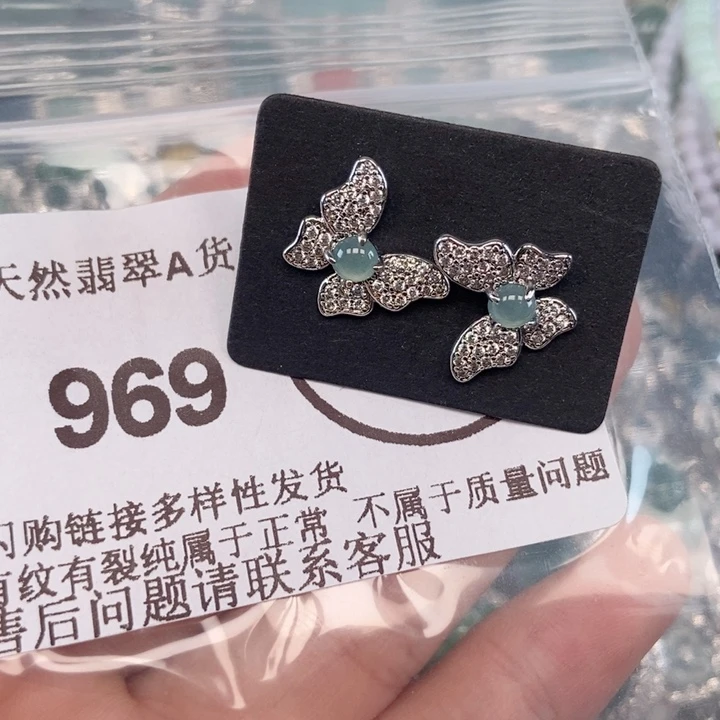 天然翡翠A货
969
闪购链接多样性发货
有纹有裂纯属于正常 不属于质量问题
售后问题请联系客服